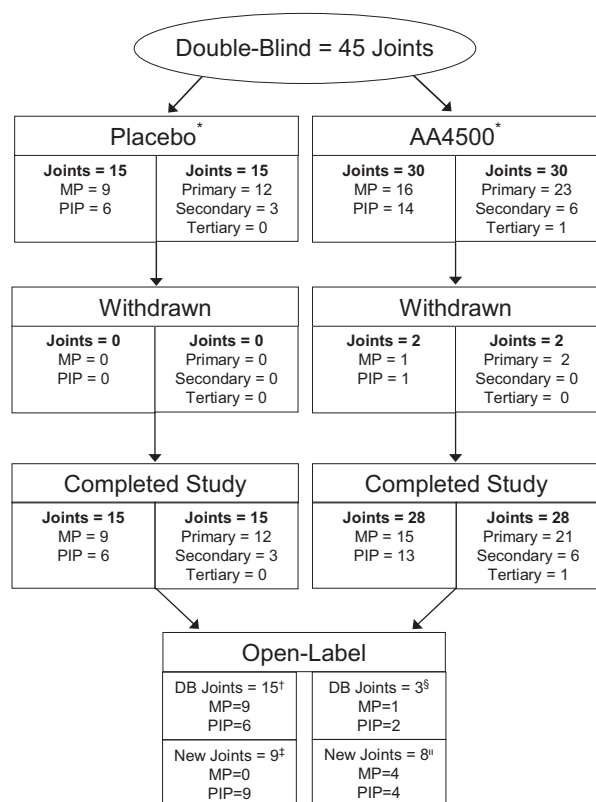 Double-Blind = 45 Joints
Placebo*
Joints = 15
MP = 9
PIP = 6
Joints = 15
Primary = 12
Secondary = 3
Tertiary = 0
AA4500*
Joints = 30
MP = 16
PIP = 14
Joints = 30
Primary = 23
Secondary = 6
Tertiary = 1
Withdrawn
Joints = 0
MP = 0
PIP = 0
Joints = 0
Primary = 0
Secondary = 0
Tertiary = 0
Withdrawn
Joints = 2
MP = 1
PIP = 1
Joints = 2
Primary = 2
Secondary = 0
Tertiary = 0
Completed Study
Joints = 15
MP = 9
PIP = 6
Joints = 15
Primary = 12
Secondary = 3
Tertiary = 0
Completed Study
Joints = 28
MP = 15
PIP = 13
Joints = 28
Primary = 21
Secondary = 6
Tertiary = 1
Open-Label
DB Joints = 15†
MP=9
PIP=6
DB Joints = 3§
MP=1
PIP=2
New Joints = 9‡
MP=0
PIP=9
New Joints = 8"
MP=4
PIP=4